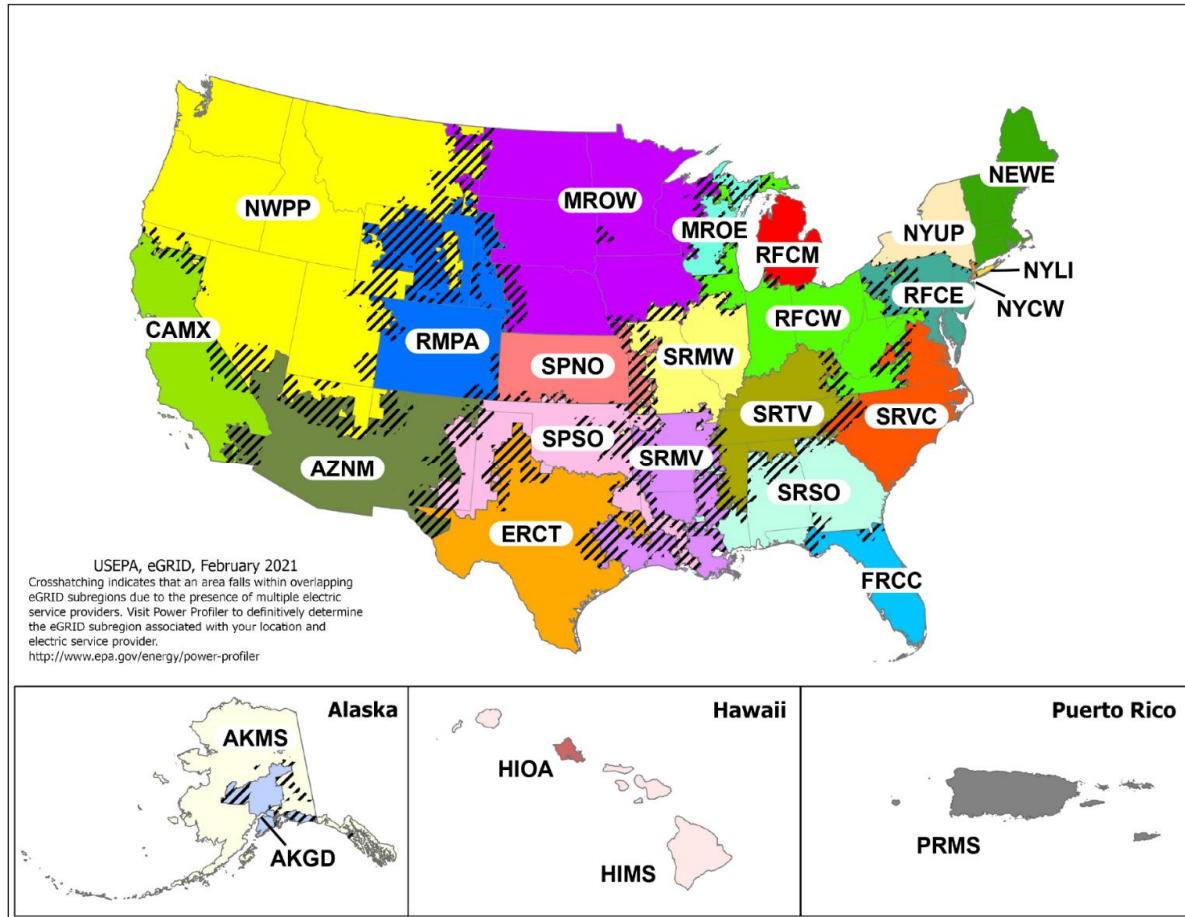 NEWE
NWPP
MROW
NYUP
MROE
RFCM
NYLI
RFCE
NYCW
RFCW
CAMX
RMPA
SRMW
SPNO
SRTV
SRVC
SPSO
SRMV
AZNM
SRSO
ERCT
FRCC
USEPA, eGRID, February 2021
Crosshatching indicates that an area falls within overlapping
eGRID subregions due to the presence of multiple electric
service providers. Visit Power Profiler to definitively determine
the eGRID subregion associated with your location and
electric service provider.
http://www.epa.gov/energy/power-profiler
Alaska
AKMS
AKGD
Hawaii
HIOA
HIMS
Puerto Rico
PRMS